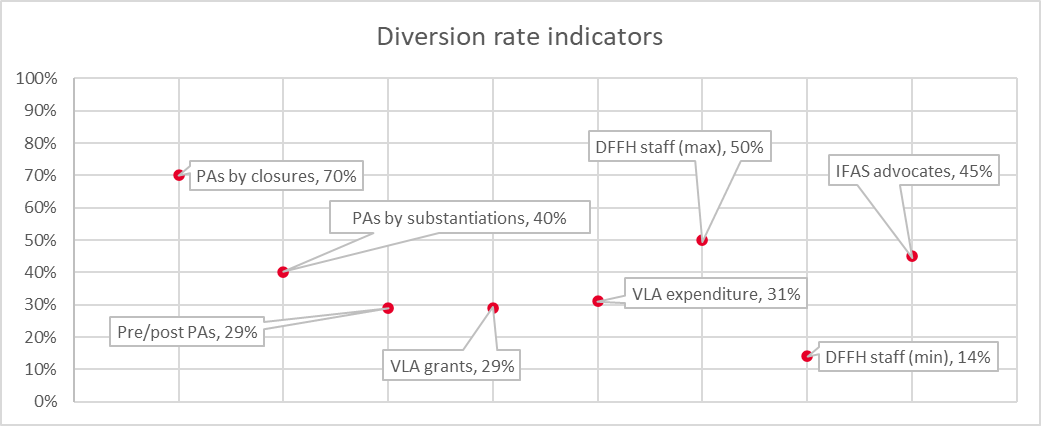 Diversion rate indicators
100%
90%
80%
70%
60%
50%
40%
30%
20%
10%
0%
PAs by closures, 70%
PAs by substantiations, 40%
Pre/post PAs, 29%
VLA grants, 29%
VLA expenditure, 31%
DFFH staff (max), 50%
DFFH staff (min), 14%
IFAS advocates, 45%